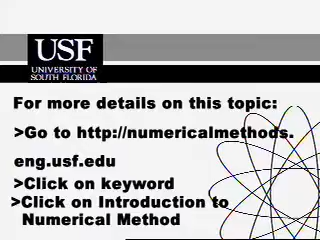 USF
UNIVERSITY OF
SOUTH FLORIDA
For more details on this topic:
>Go to http://numericalmethods.
eng.usf.edu
>Click on keyword
>Click on Introduction to
Numerical Method